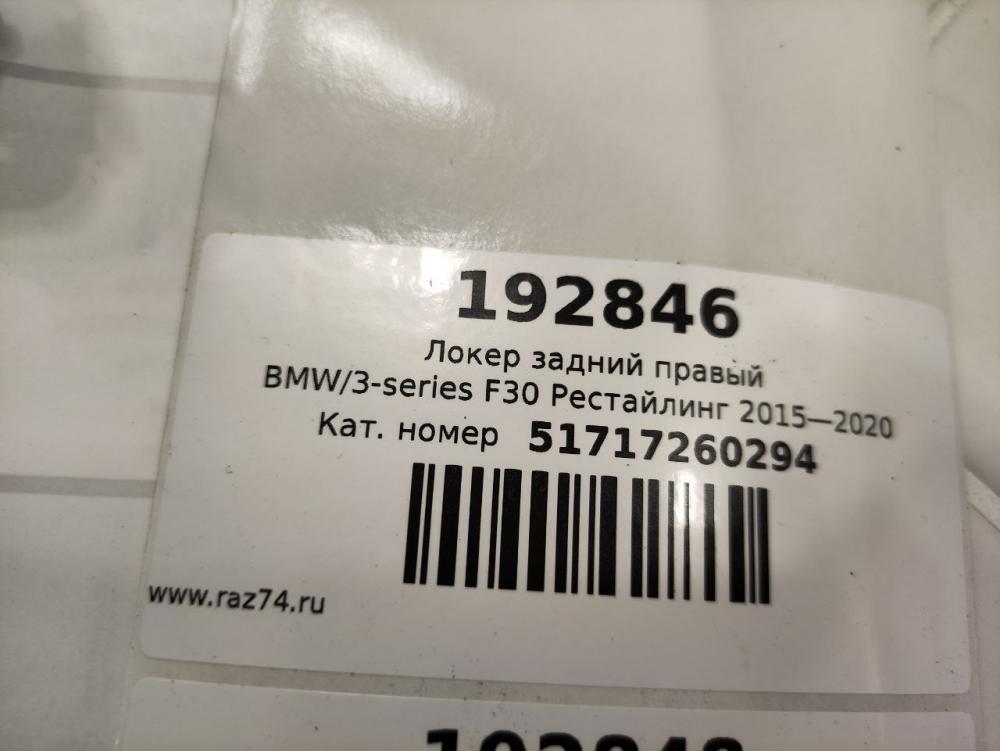 192846
Локер задний правый
BMW/3-series F30 Рестайлинг 2015—2020
Кат. номер 51717260294
www.raz74.ru